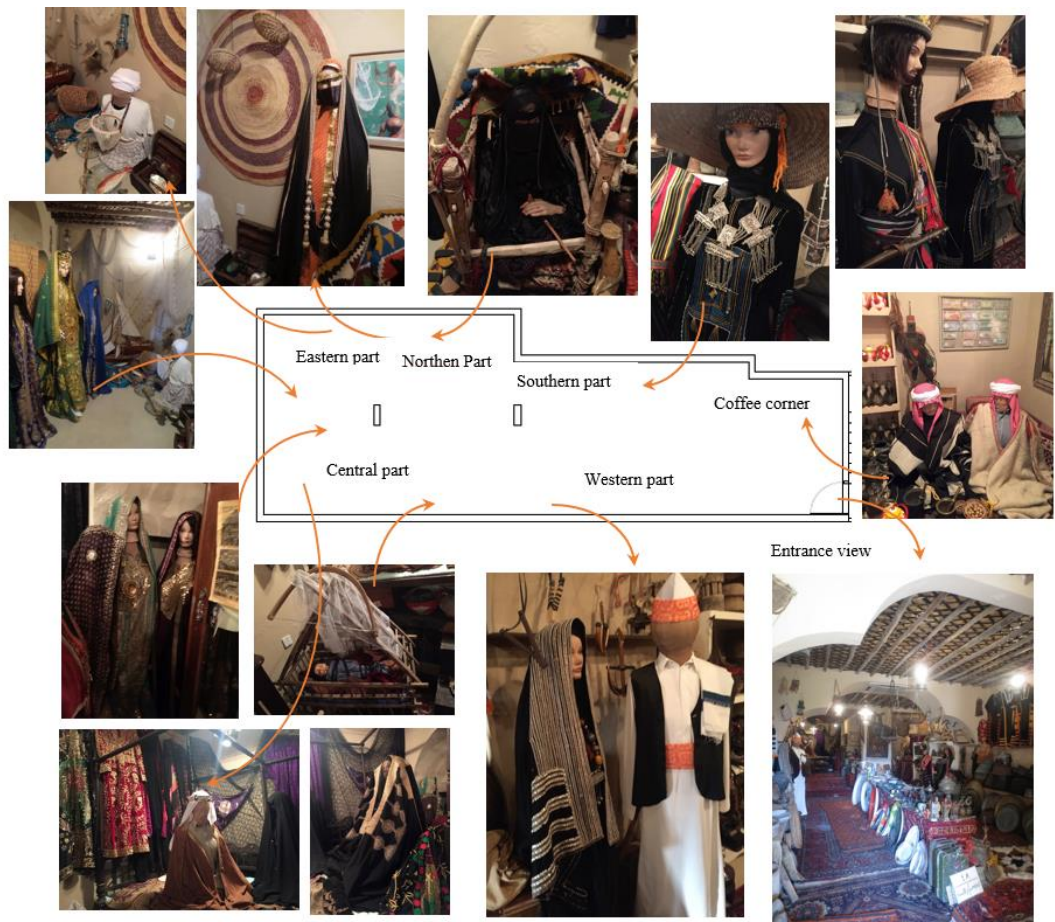 Eastern part
Northen Part
Southern part
Coffee corner
Central part
Western part
Entrance view